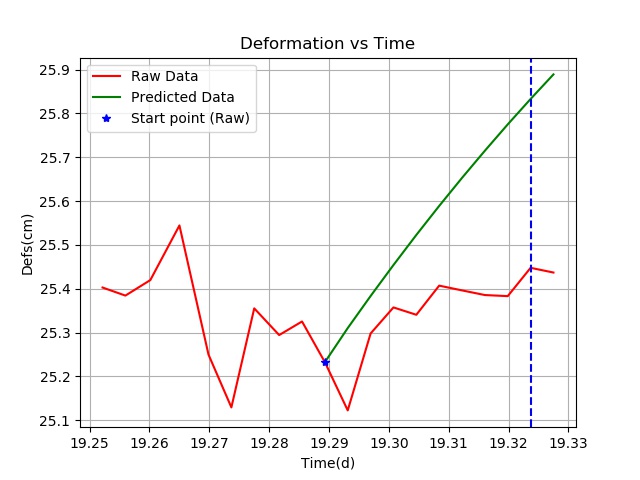 Deformation vs Time
Raw Data
Predicted Data
Start point (Raw)
Defs(cm)
25.9
25.8
25.7
25.6
25.5
25.4
25.3
25.2
25.1
19.25 19.26 19.27 19.28 19.29 19.30 19.31 19.32 19.33
Time(d)